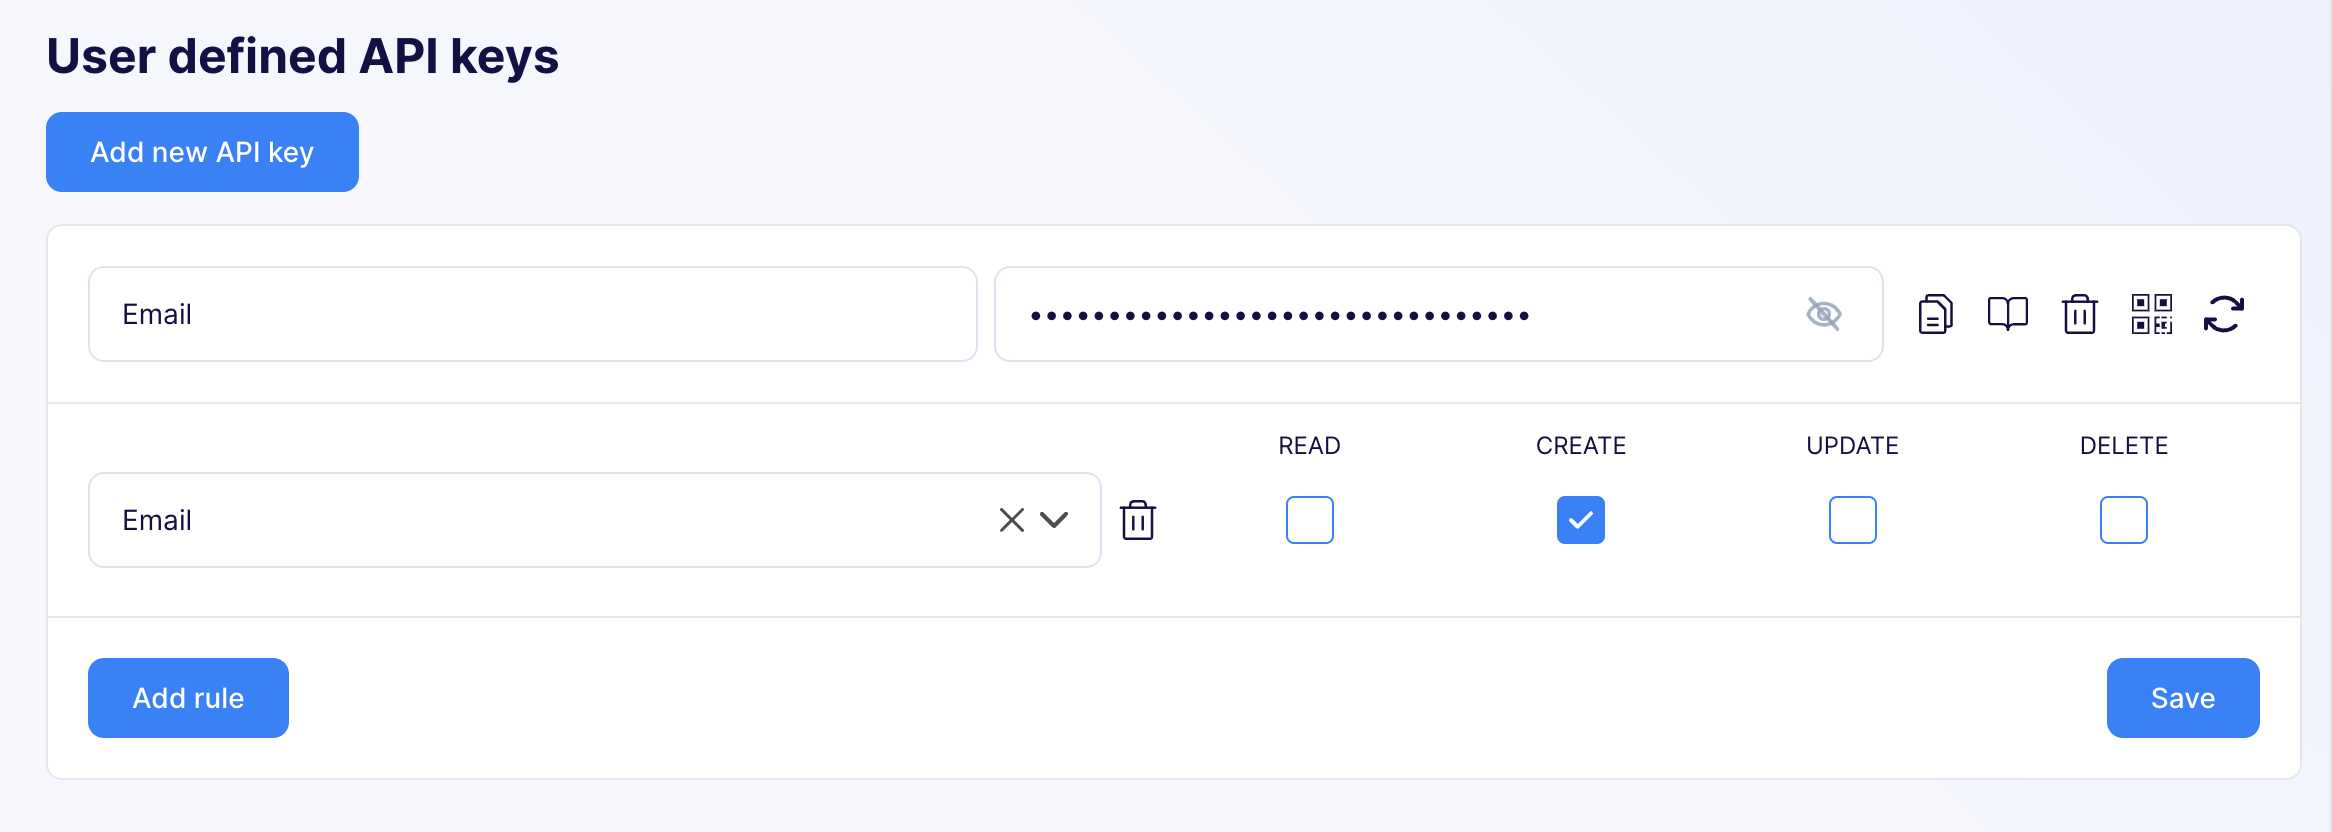 User defined API keys
Add new API key
Email
••••••••••••••••••••••••••••••••
READ CREATE UPDATE DELETE
Email
Add rule
Save